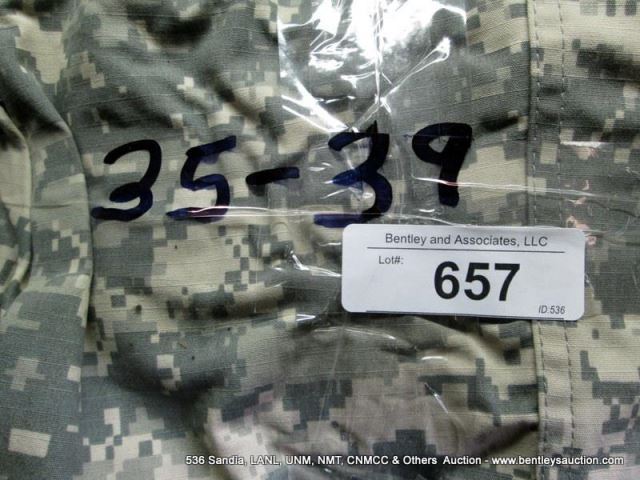 35-39
Bentley and Associates, LLC
Lot#:
657
ID:536
536 Sandia, LANL, UNM, NMT, CNMCC & Others Auction - www.bentleysauction.com